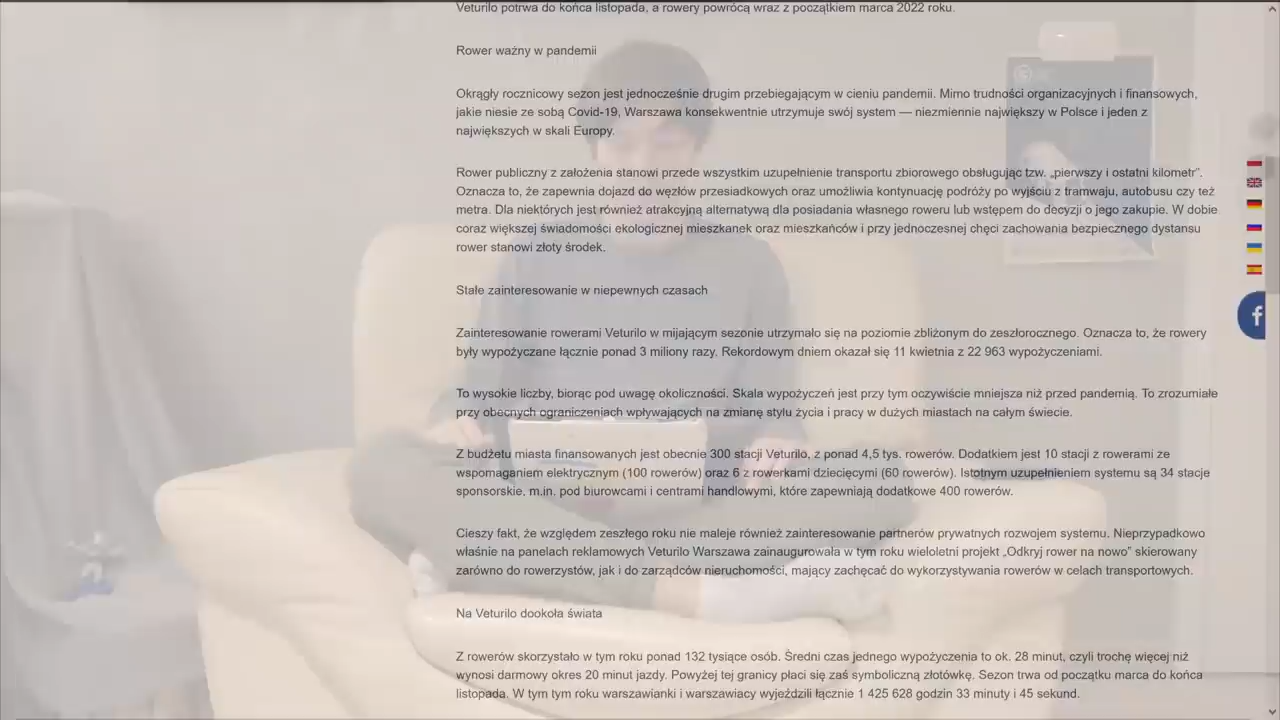 Veturilo potrwa do końca listopada, a rowery powrócą wraz z początkiem marca 2022 roku.
Rower ważny w pandemii
Okrągły rocznicowy sezon jest jednocześnie drugim przebiegającym w cieniu pandemii. Mimo trudności organizacyjnych i finansowych,
jakie niesie ze sobą Covid-19, Warszawa konsekwentnie utrzymuje swój system — niezmiennie największy w Polsce i jeden z
największych w skali Europy.
Rower publiczny z założenia stanowi przede wszystkim uzupełnienie transportu zbiorowego obsługując tzw. „pierwszy i ostatni kilometr”.
Oznacza to, że zapewnia dojazd do węzłów przesiadkowych oraz umożliwia kontynuację podróży po wyjściu z tramwaju, autobusu czy też
metra. Dla niektórych jest również atrakcyjną alternatywą dla posiadania własnego roweru lub wstępem do decyzji o jego zakupie. W dobie
coraz większej świadomości ekologicznej mieszkanek oraz mieszkańców i przy jednoczesnej chęci zachowania bezpiecznego dystansu
rower stanowi złoty środek.
Stałe zainteresowanie w niepewnych czasach
Zainteresowanie rowerami Veturilo w mijającym sezonie utrzymało się na poziomie zbliżonym do zeszłorocznego. Oznacza to, że rowery
były wypożyczane łącznie ponad 3 miliony razy. Rekordowym dniem okazał się 11 kwietnia z 22 963 wypożyczeniami.
To wysokie liczby, biorąc pod uwagę okoliczności. Skala wypożyczeń jest przy tym oczywiście mniejsza niż przed pandemią. To zrozumiałe
przy obecnych ograniczeniach wpływających na zmianę stylu życia i pracy w dużych miastach na całym świecie.
Z budżetu miasta finansowanych jest obecnie 300 stacji Veturilo, z ponad 4,5 tys. rowerów. Dodatkiem jest 10 stacji z rowerami ze
wspomaganiem elektrycznym (100 rowerów) oraz 6 z rowerkami dziecięcymi (60 rowerów). Istotnym uzupełnieniem systemu są 34 stacje
sponsorskie, m.in. pod biurowcami i centrami handlowymi, które zapewniają dodatkowe 400 rowerów.
Cieszy fakt, że względem zeszłego roku nie maleje również zainteresowanie partnerów prywatnych rozwojem systemu. Nieprzypadkowo
właśnie na panelach reklamowych Veturilo Warszawa zainaugurowała w tym roku wieloletni projekt „Odkryj rower na nowo” skierowany
zarówno do rowerzystów, jak i do zarządców nieruchomości, mający zachęcać do wykorzystywania rowerów w celach transportowych.
Na Veturilo dookoła świata
Z rowerów skorzystało w tym roku ponad 132 tysiące osób. Średni czas jednego wypożyczenia to ok. 28 minut, czyli trochę więcej niż
wynosi darmowy okres 20 minut jazdy. Powyżej tej granicy płaci się zaś symboliczną złotówkę. Sezon trwa od początku marca do końca
listopada. W tym tym roku warszawianki i warszawiacy wyjeździli łącznie 1 425 628 godzin 33 minuty i 45 sekund.